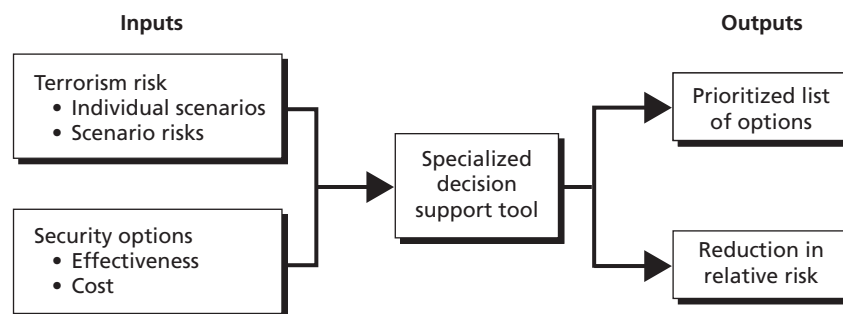 Inputs
Outputs
Terrorism risk
• Individual scenarios
• Scenario risks
Security options
• Effectiveness
• Cost
Specialized
decision
support tool
Prioritized list
of options
Reduction in
relative risk